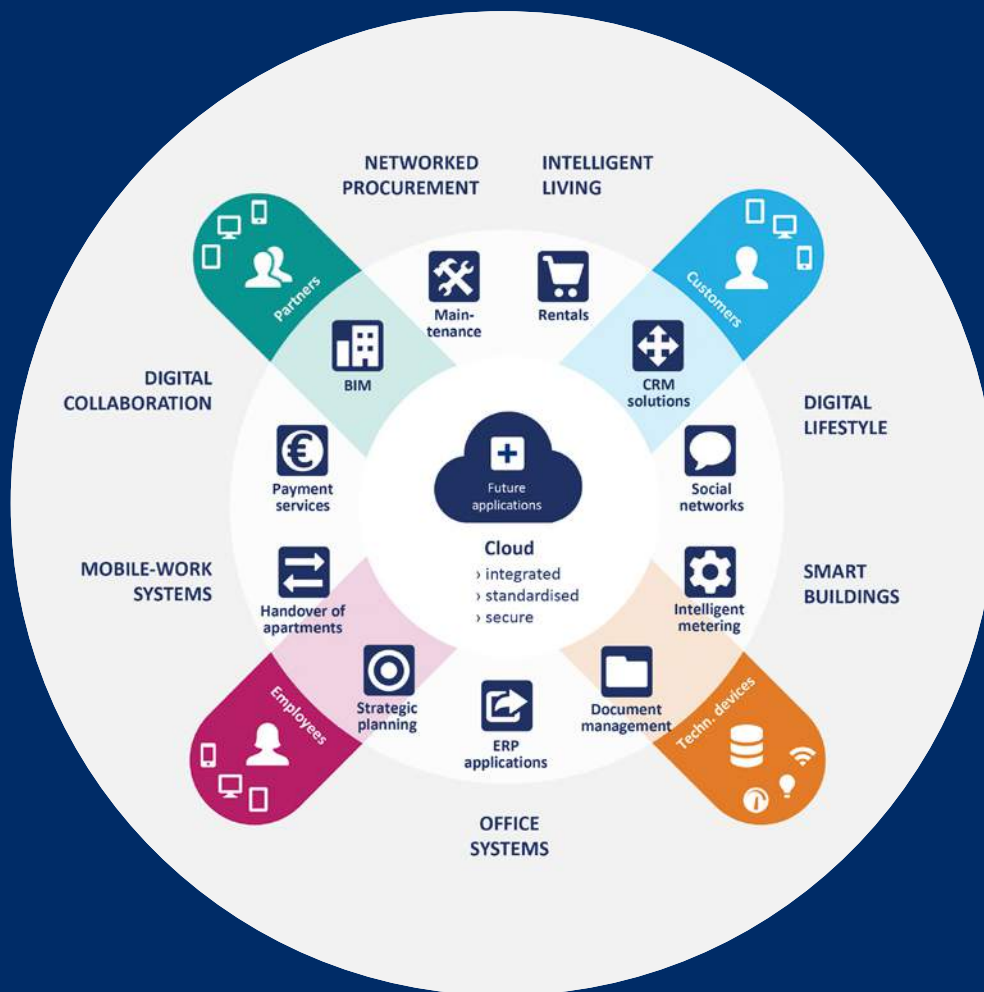 NETWORKED
PROCUREMENT
INTELLIGENT
LIVING
Partners
Customers
Main-
tenance
Rentals
BIM
CRM
solutions
DIGITAL
COLLABORATION
DIGITAL
LIFESTYLE
€
Payment
services
Future
applications
Social
networks
Cloud
› integrated
› standardised
› secure
MOBILE-WORK
SYSTEMS
SMART
BUILDINGS
Handover of
apartments
Intelligent
metering
Employees
Strategic
planning
ERP
applications
Document
management
Techn. devices
OFFICE
SYSTEMS